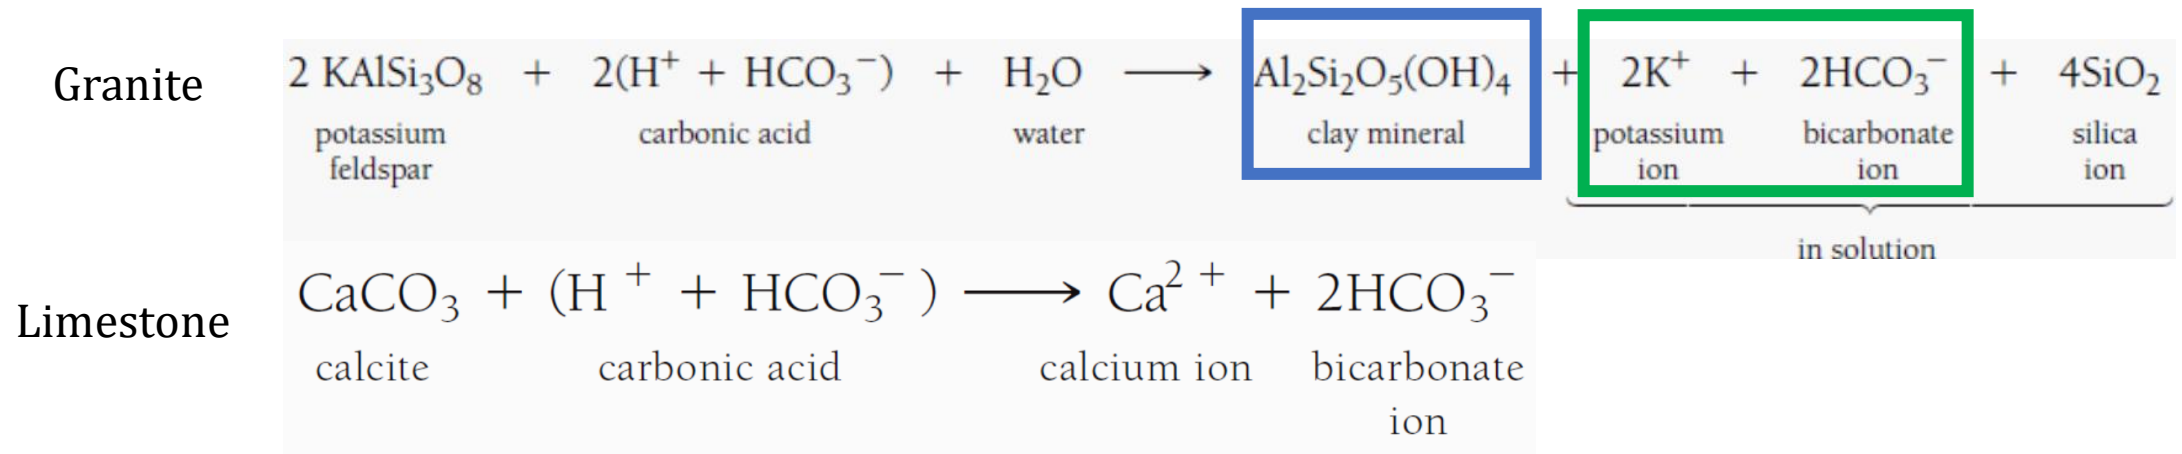 Granite
2 KAlSi₃O₈ + 2(H⁺ + HCO₃⁻) + H₂O ⟶ Al₂Si₂O₅(OH)₄ + 2K⁺ + 2HCO₃⁻ + 4SiO₂
potassium feldspar carbonic acid water clay mineral potassium ion bicarbonate ion silica ion
in solution
Limestone
CaCO₃ + (H⁺ + HCO₃⁻) ⟶ Ca²⁺ + 2HCO₃⁻
calcite carbonic acid calcium ion bicarbonate
ion